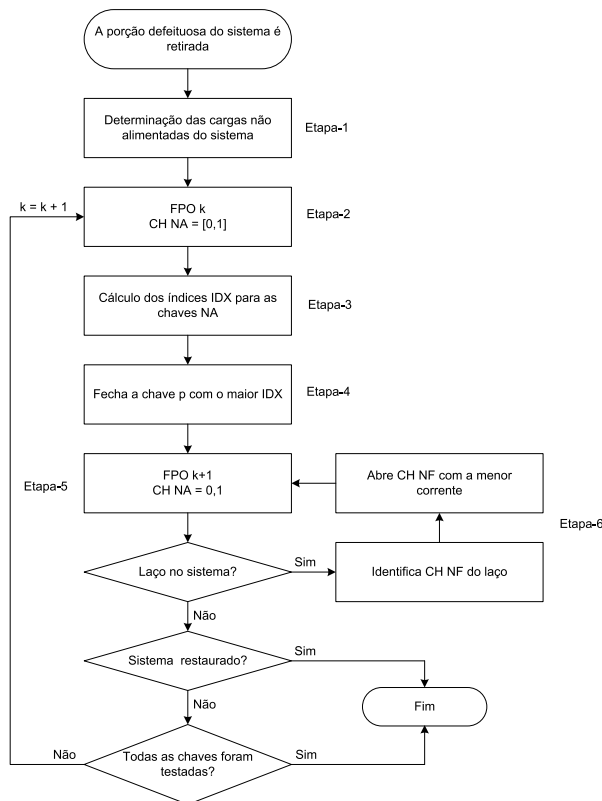 A porção defeituosa do sistema é
retirada
Determinação das cargas não
alimentadas do sistema
Etapa-1
k = k + 1
FPO k
CH NA = [0,1]
Etapa-2
Cálculo dos índices IDX para as
chaves NA
Etapa-3
Fecha a chave p com o maior IDX
Etapa-4
Etapa-5
FPO k+1
CH NA = 0,1
Abre CH NF com a menor
corrente
Etapa-6
Laço no sistema?
Sim
Identifica CH NF do laço
Não
Sistema restaurado?
Sim
Não
Fim
Todas as chaves foram
testadas?
Não
Sim